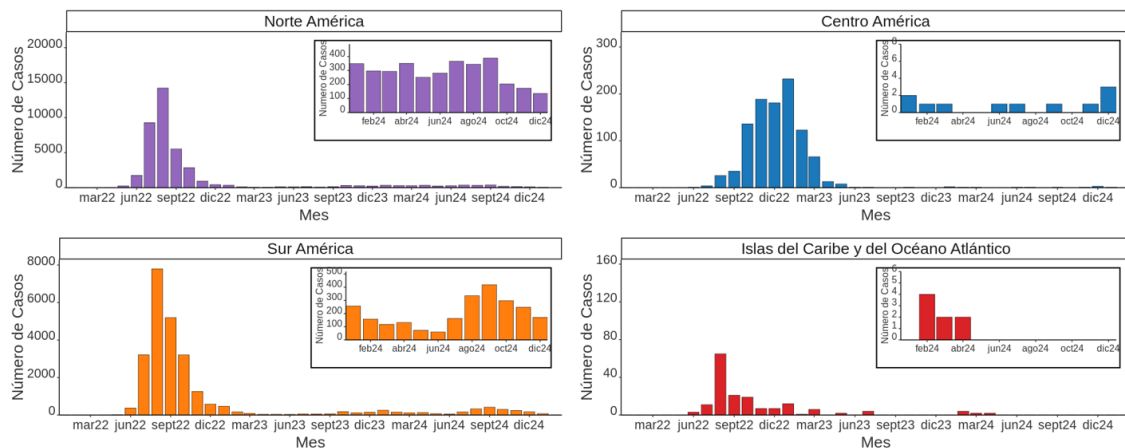 Norte América
Número de Casos
20000
15000
10000
5000
0
mar22 jun22 sept22 dic22 mar23 jun23 sept23 dic23 mar24 jun24 sept24 dic24
Mes
Número de Casos
400
300
200
100
0
feb24 abr24 jun24 ago24 oct24 dic24
Centro América
Número de Casos
300
200
100
0
mar22 jun22 sept22 dic22 mar23 jun23 sept23 dic23 mar24 jun24 sept24 dic24
Mes
Número de Casos
8
6
4
2
0
feb24 abr24 jun24 ago24 oct24 dic24
Sur América
Número de Casos
8000
6000
4000
2000
0
mar22 jun22 sept22 dic22 mar23 jun23 sept23 dic23 mar24 jun24 sept24 dic24
Mes
Número de Casos
500
400
300
200
100
0
feb24 abr24 jun24 ago24 oct24 dic24
Islas del Caribe y del Océano Atlántico
Número de Casos
160
120
80
40
0
mar22 jun22 sept22 dic22 mar23 jun23 sept23 dic23 mar24 jun24 sept24 dic24
Mes
Número de Casos
6
5
4
3
2
1
0
feb24 abr24 jun24 ago24 oct24 dic24